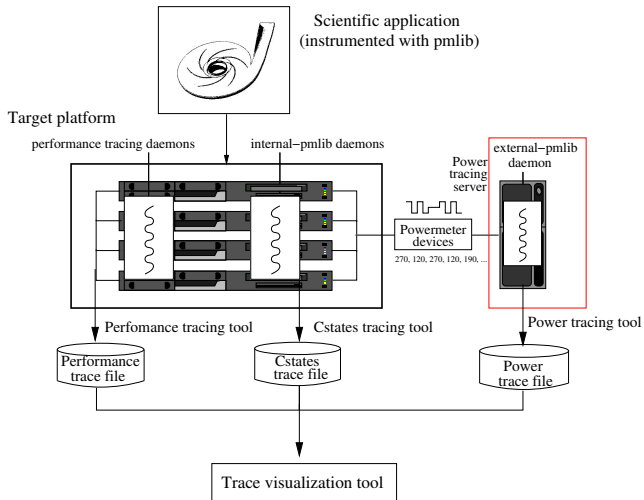 Scientific application
(instrumented with pmlib)
Target platform
performance tracing daemons
internal-pmlib daemons
external-pmlib
daemon
Power
tracing
server
Powermeter
devices
270, 120, 270, 120, 190, ...
Perfomance tracing tool
Cstates tracing tool
Power tracing tool
Performance
trace file
Cstates
trace file
Power
trace file
Trace visualization tool